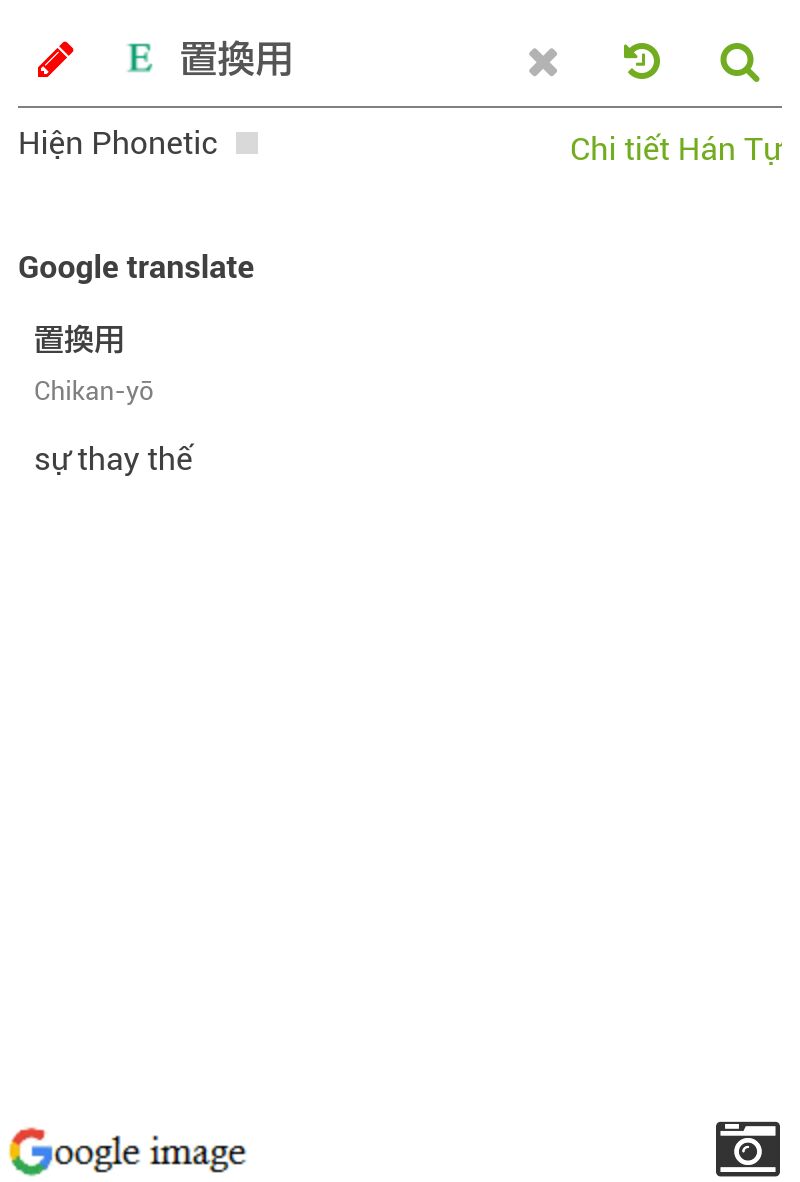 E 置換用
Hiện Phonetic
Chi tiết Hán Tự
Google translate
置換用
Chikan-yō
sự thay thế
Google image